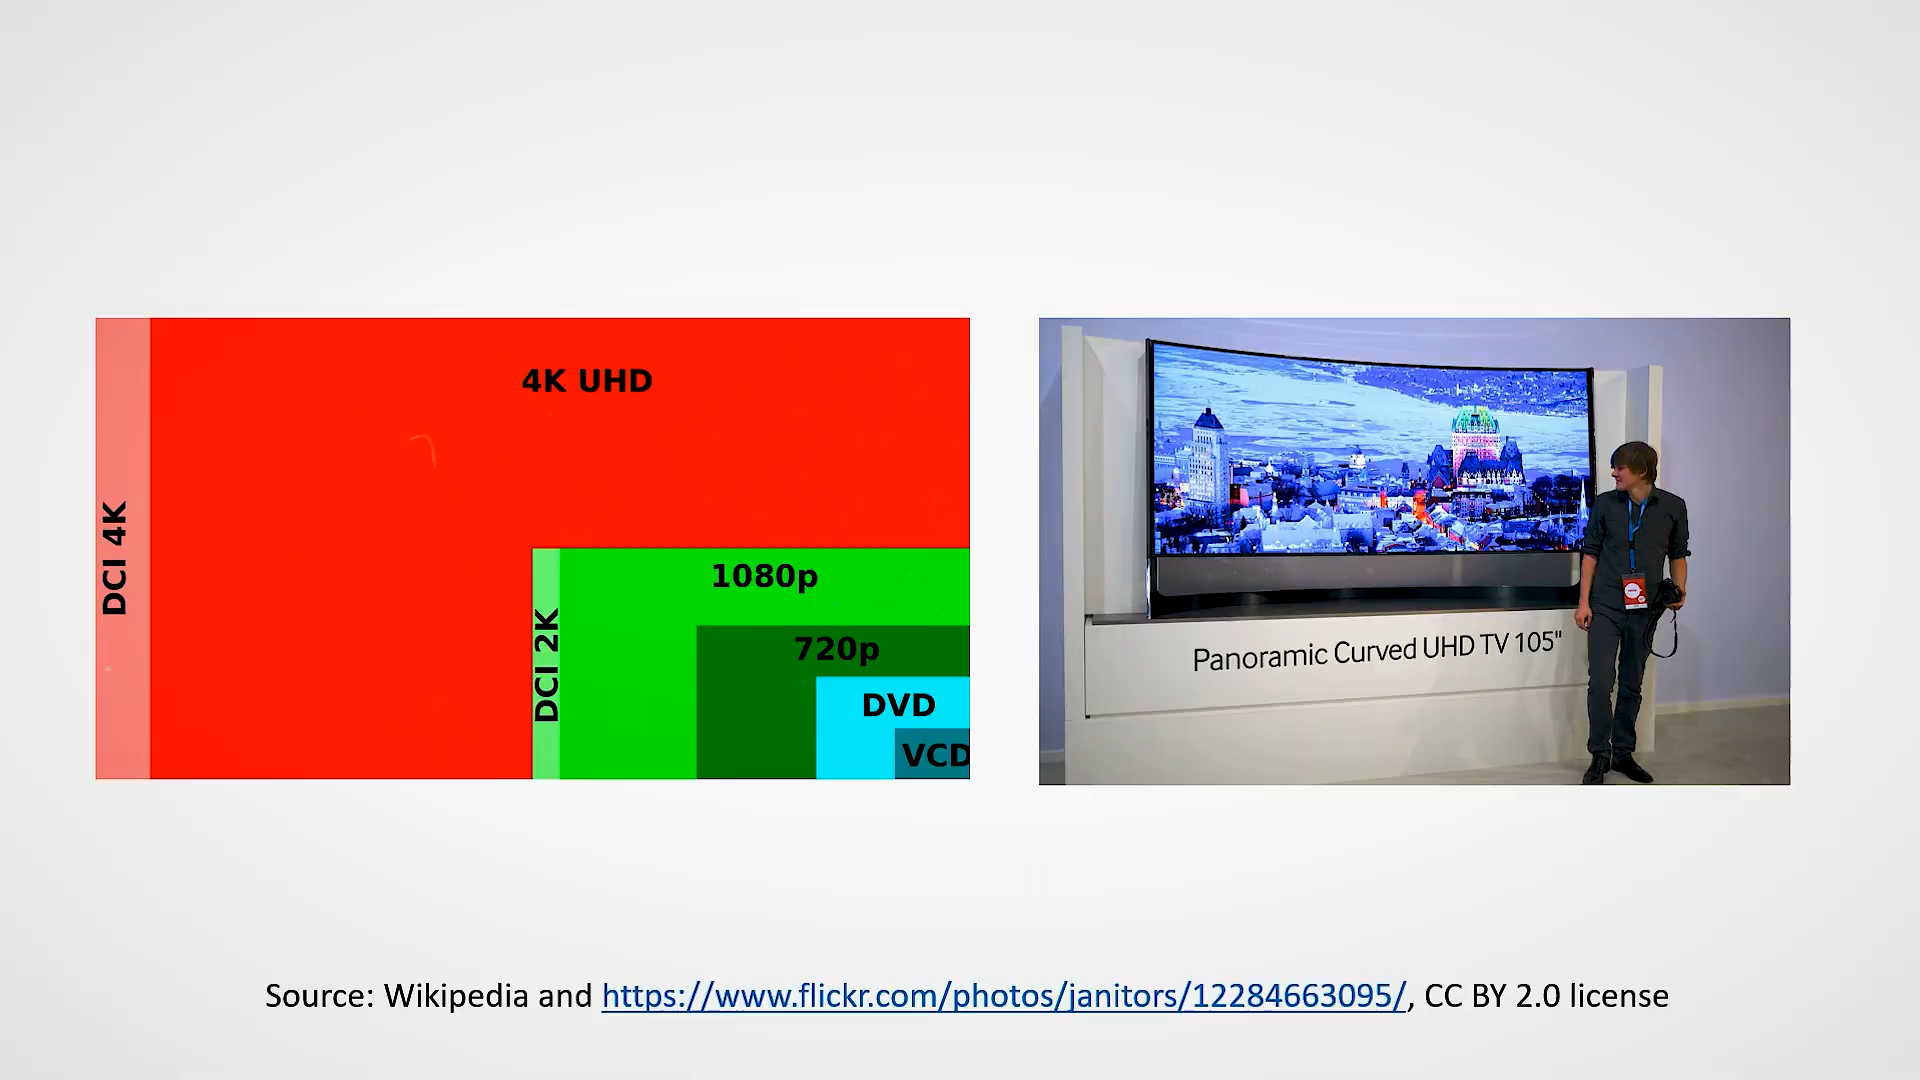 4K UHD
DCI 4K
1080p
DCI 2K
720p
DVD
VCD
Panoramic Curved UHD TV 105"
Source: Wikipedia and https://www.flickr.com/photos/janitors/12284663095/, CC BY 2.0 license